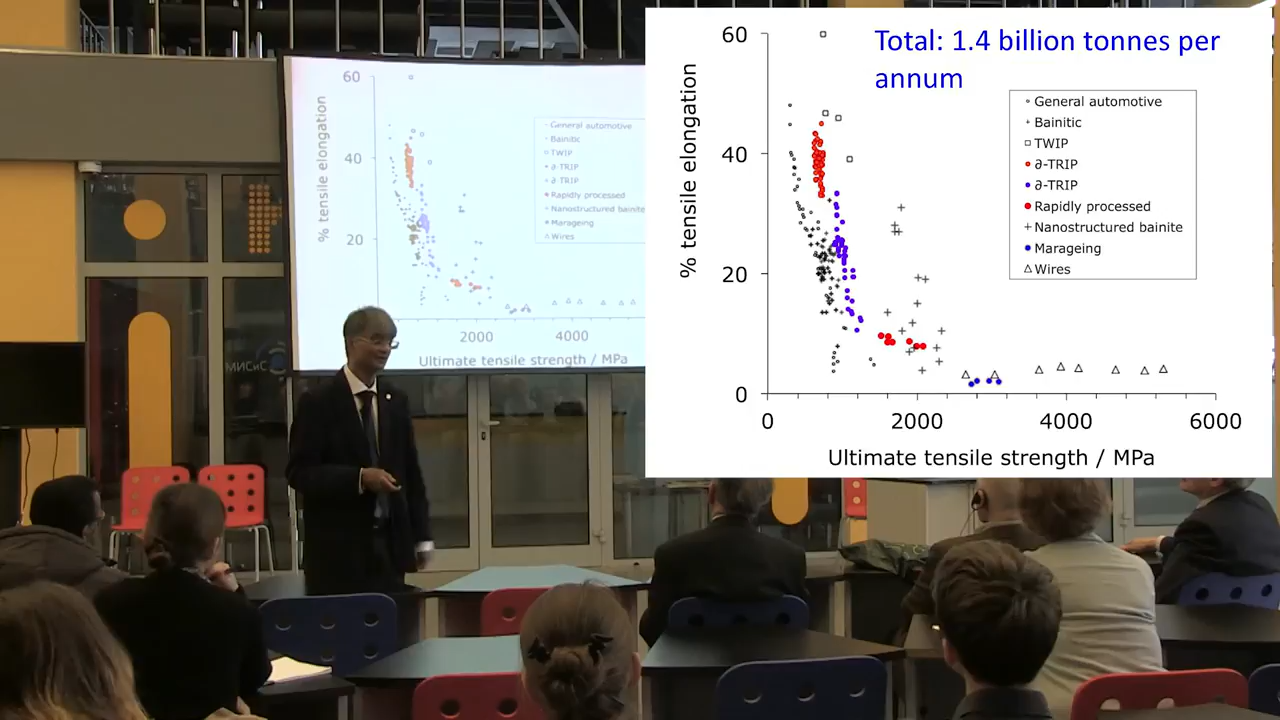 60
40
20
% tensile elongation
General automotive
Bainitic
TWIP
∂-TRIP
∂-TRIP
Rapidly processed
Nanostructured bainite
Marageing
Wires
2000
4000
Ultimate tensile strength / MPa
МИСиС
Total: 1.4 billion tonnes per
annum
60
40
20
0
% tensile elongation
General automotive
Bainitic
TWIP
∂-TRIP
∂-TRIP
Rapidly processed
Nanostructured bainite
Marageing
Wires
0
2000
4000
6000
Ultimate tensile strength / MPa